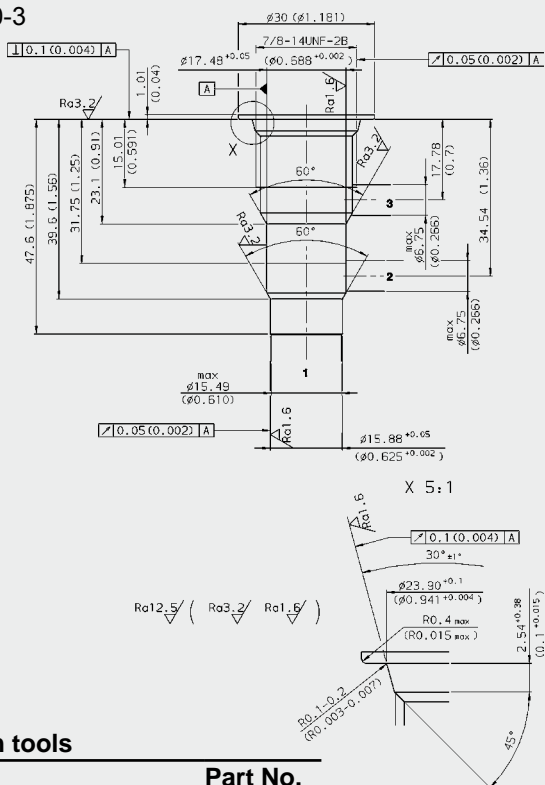 0-3
ø30 (ø1.181)
⊥ 0.1(0.004) A
7/8-14UNF-2B
ø17.48 +0.05
(ø0.688 +0.002)
↗ 0.05(0.002) A
1.01
(0.04)
A
Ra1.6
Ra3.2
X
Ra3.2
47.6 (1.875)
39.6 (1.56)
31.75 (1.25)
23.1 (0.91)
15.01
(0.591)
17.78
(0.7)
34.54 (1.36)
60°
3
Ra3.2
60°
max
ø6.75
(ø0.266)
2
max
ø6.75
(ø0.266)
1
max
ø15.49
(ø0.610)
↗ 0.05(0.002) A
Ra1.6
ø15.88 +0.05
(ø0.625 +0.002)
X 5:1
Ra1.6
↗ 0.1(0.004) A
30° ±1°
ø23.90 +0.1
(ø0.941 +0.004)
R0.4 max
(R0.015 max)
2.54 +0.38
(0.1 +0.015)
Ra12.5 ( Ra3.2 Ra1.6 )
R0.1-0.2
(R0.003-0.007)
45°
n tools
Part No.